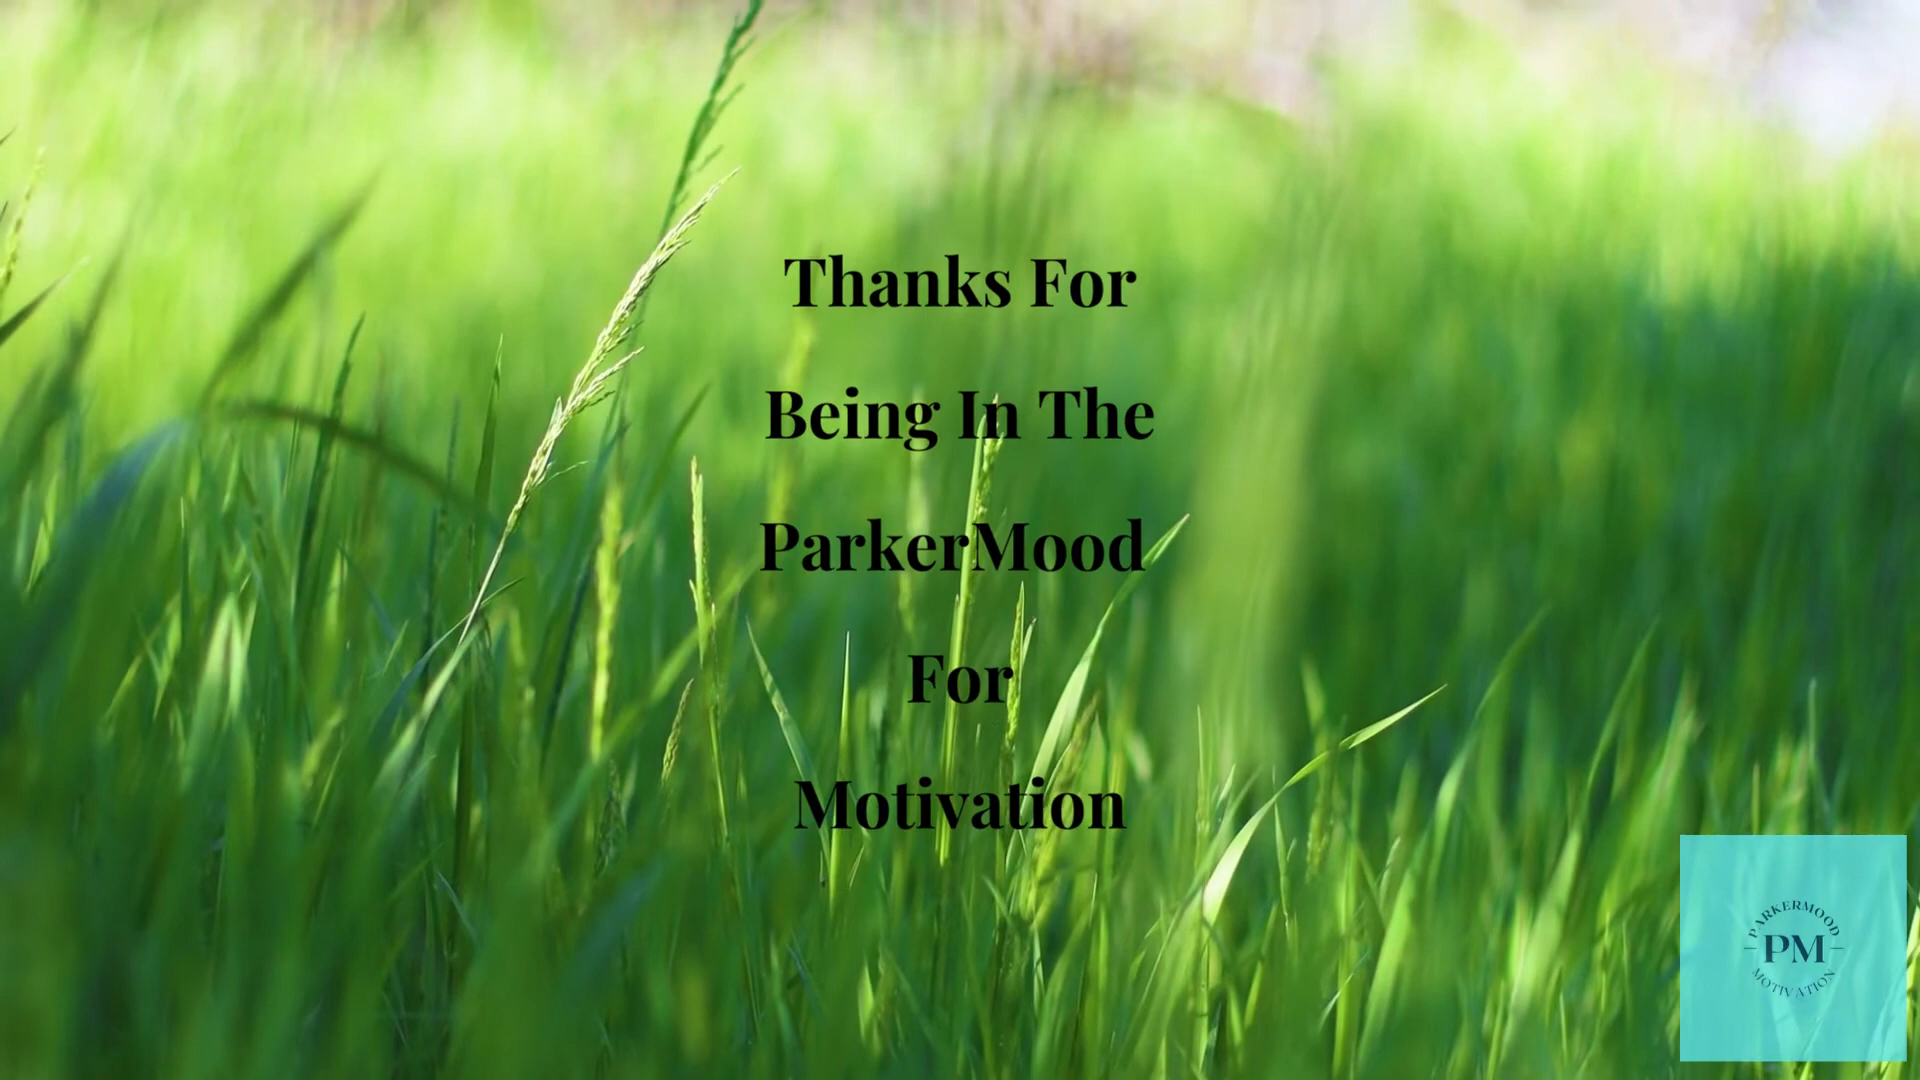 Thanks For
Being In The
ParkerMood
For
Motivation
PARKERMOOD
PM
MOTIVATION